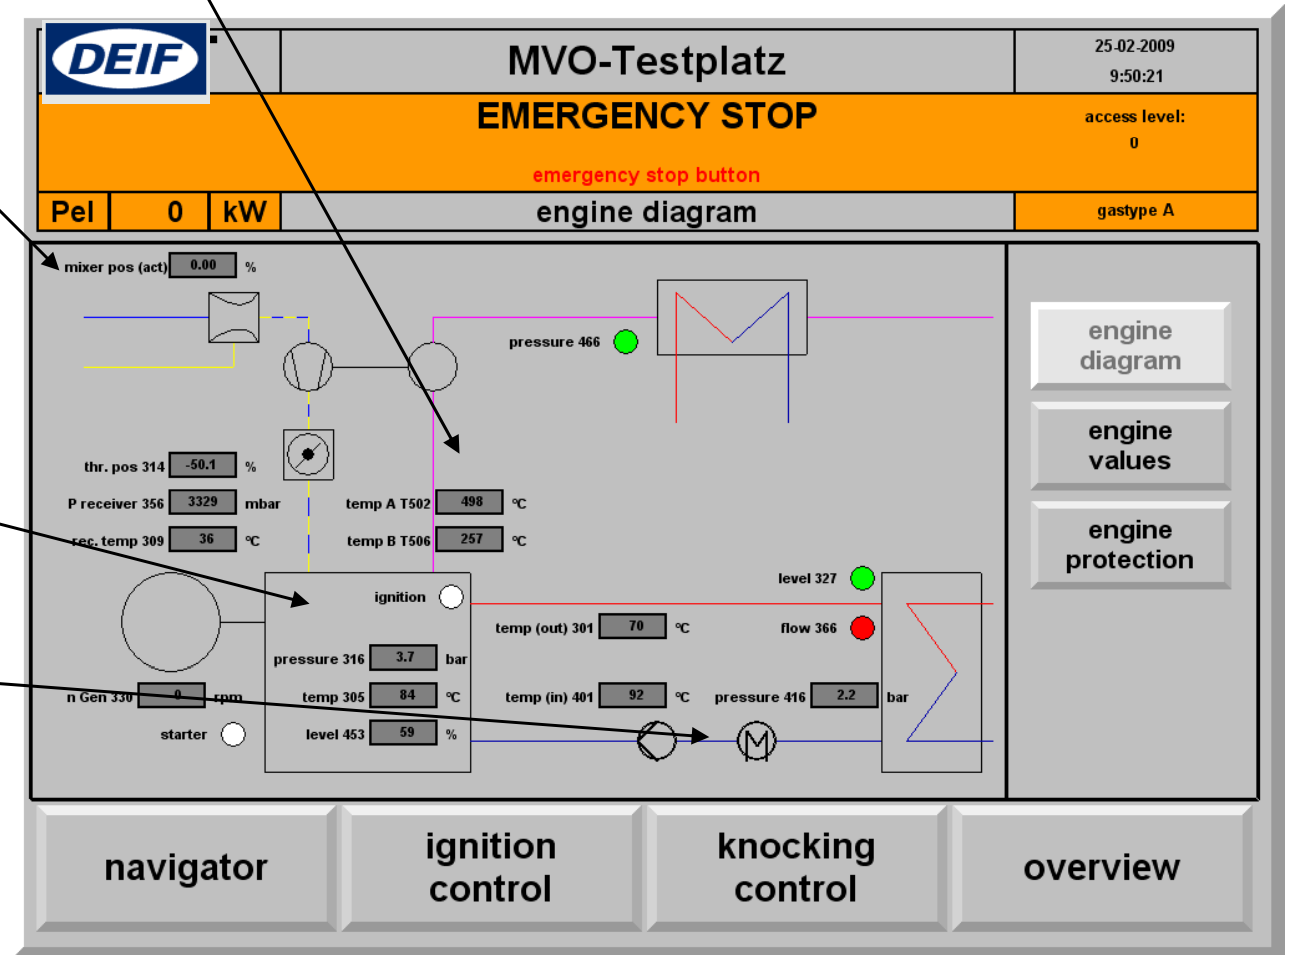 DEIF
MVO-Testplatz
25-02-2009
9:50:21
EMERGENCY STOP
access level:
0
emergency stop button
Pel 0 kW
engine diagram
gastype A
mixer pos (act) 0.00 %
engine
diagram
pressure 466
engine
values
thr. pos 314 -50.1 %
P receiver 356 3329 mbar
temp A T502 498 °C
rec. temp 309 36 °C
temp B T506 257 °C
engine
protection
level 327
ignition
temp (out) 301 70 °C
flow 366
pressure 316 3.7 bar
n Gen 330 0 rpm
temp 305 84 °C
temp (in) 401 92 °C
pressure 416 2.2 bar
starter
level 453 59 %
M
navigator
ignition
control
knocking
control
overview